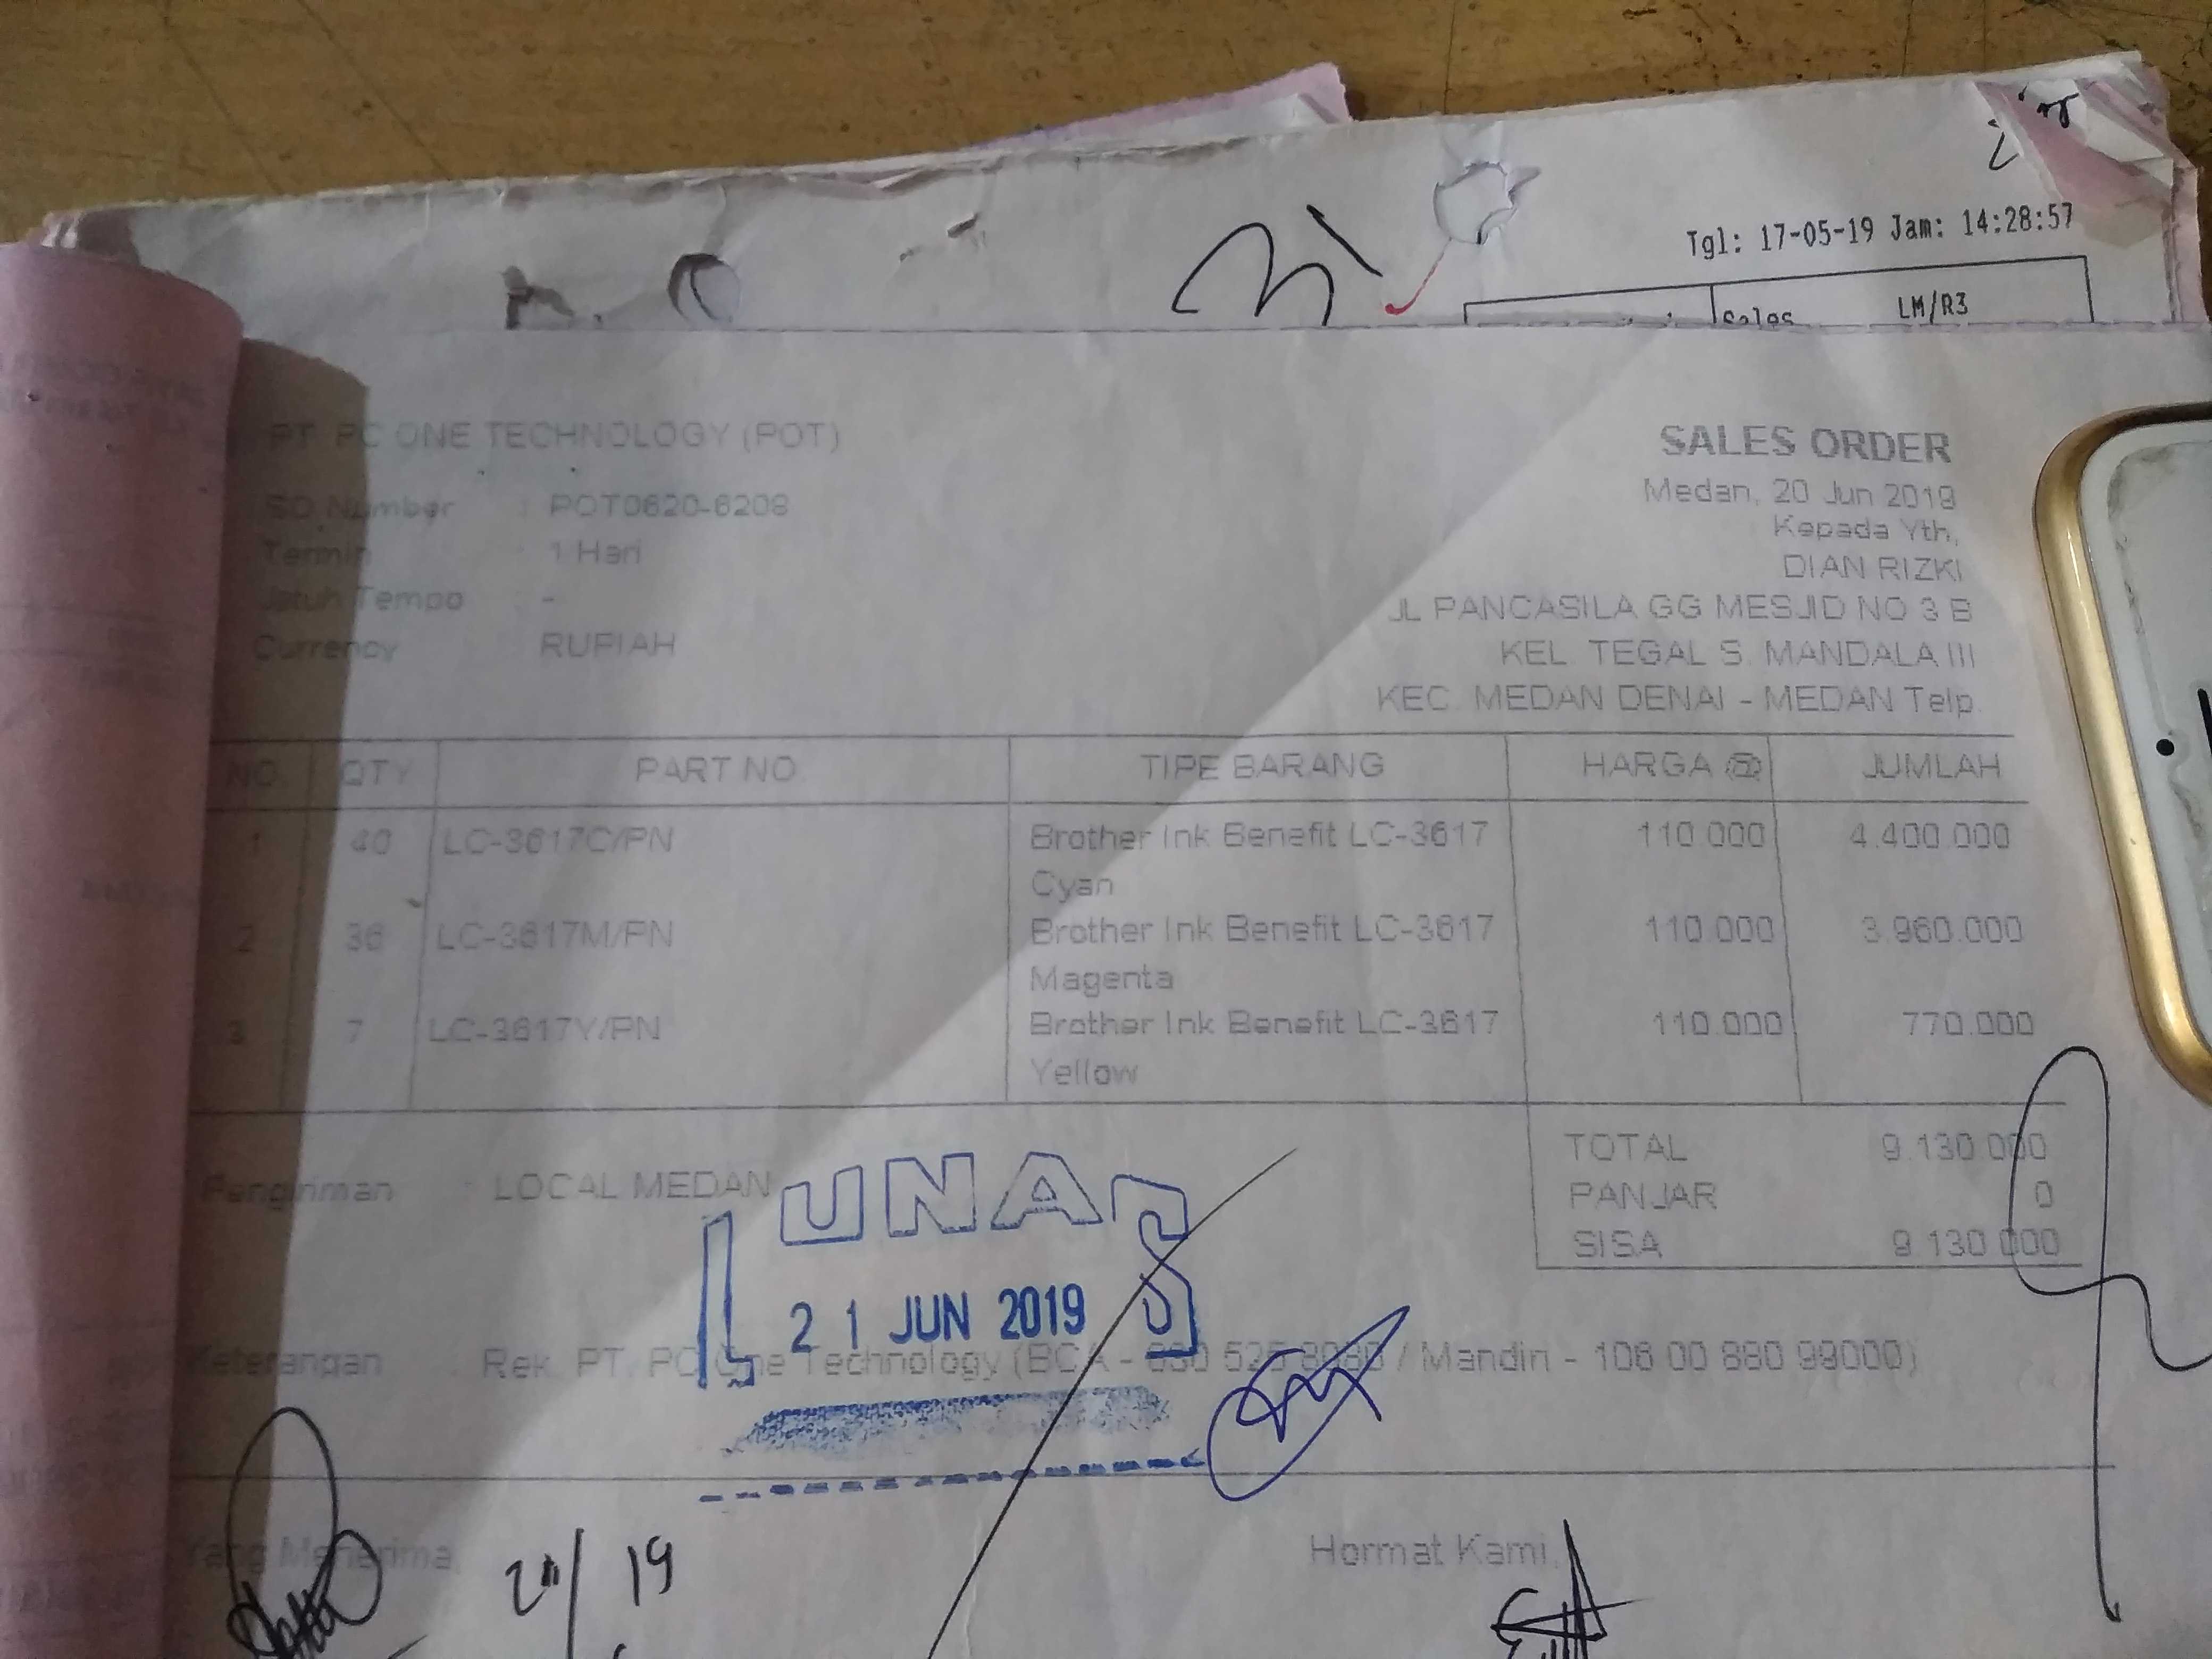 Tgl: 17-05-19 Jam: 14:28:57
Sales LM/R3
PT. PC ONE TECHNOLOGY (POT)
SALES ORDER
Medan, 20 Jun 2019
SO Number : POT0620-6208
Kepada Yth,
Termin : 1 Hari
DIAN RIZKI
Jatuh Tempo : -
JL PANCASILA GG MESJID NO 3 B
Currency RUPIAH
KEL. TEGAL S. MANDALA III
KEC. MEDAN DENAI - MEDAN Telp.
NO. QTY PART NO. TIPE BARANG HARGA @ JUMLAH
1 40 LC-3617C/PN Brother Ink Benefit LC-3617 110.000 4.400.000
Cyan
2 36 LC-3617M/PN Brother Ink Benefit LC-3617 110.000 3.960.000
Magenta
3 7 LC-3617Y/PN Brother Ink Benefit LC-3617 110.000 770.000
Yellow
TOTAL 9.130.000
Pengiriman : LOCAL MEDAN
PANJAR 0
SISA 9.130.000
LUNAS
21 JUN 2019
Keterangan : Rek. PT. PC One Technology (BCA - / Mandiri - 106 00 880 99000)
Yang Menerima,
Hormat Kami,
19